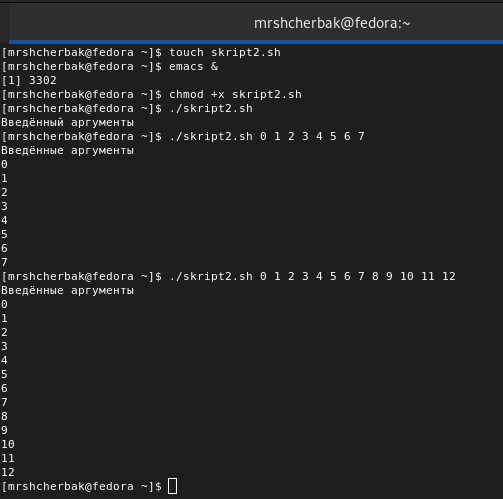 mrshcherbak@fedora:~
[mrshcherbak@fedora ~]$ touch skript2.sh
[mrshcherbak@fedora ~]$ emacs &
[1] 3302
[mrshcherbak@fedora ~]$ chmod +x skript2.sh
[mrshcherbak@fedora ~]$ ./skript2.sh
Введённый аргументы
[mrshcherbak@fedora ~]$ ./skript2.sh 0 1 2 3 4 5 6 7
Введённые аргументы
0
1
2
3
4
5
6
7
[mrshcherbak@fedora ~]$ ./skript2.sh 0 1 2 3 4 5 6 7 8 9 10 11 12
Введённые аргументы
0
1
2
3
4
5
6
7
8
9
10
11
12
[mrshcherbak@fedora ~]$